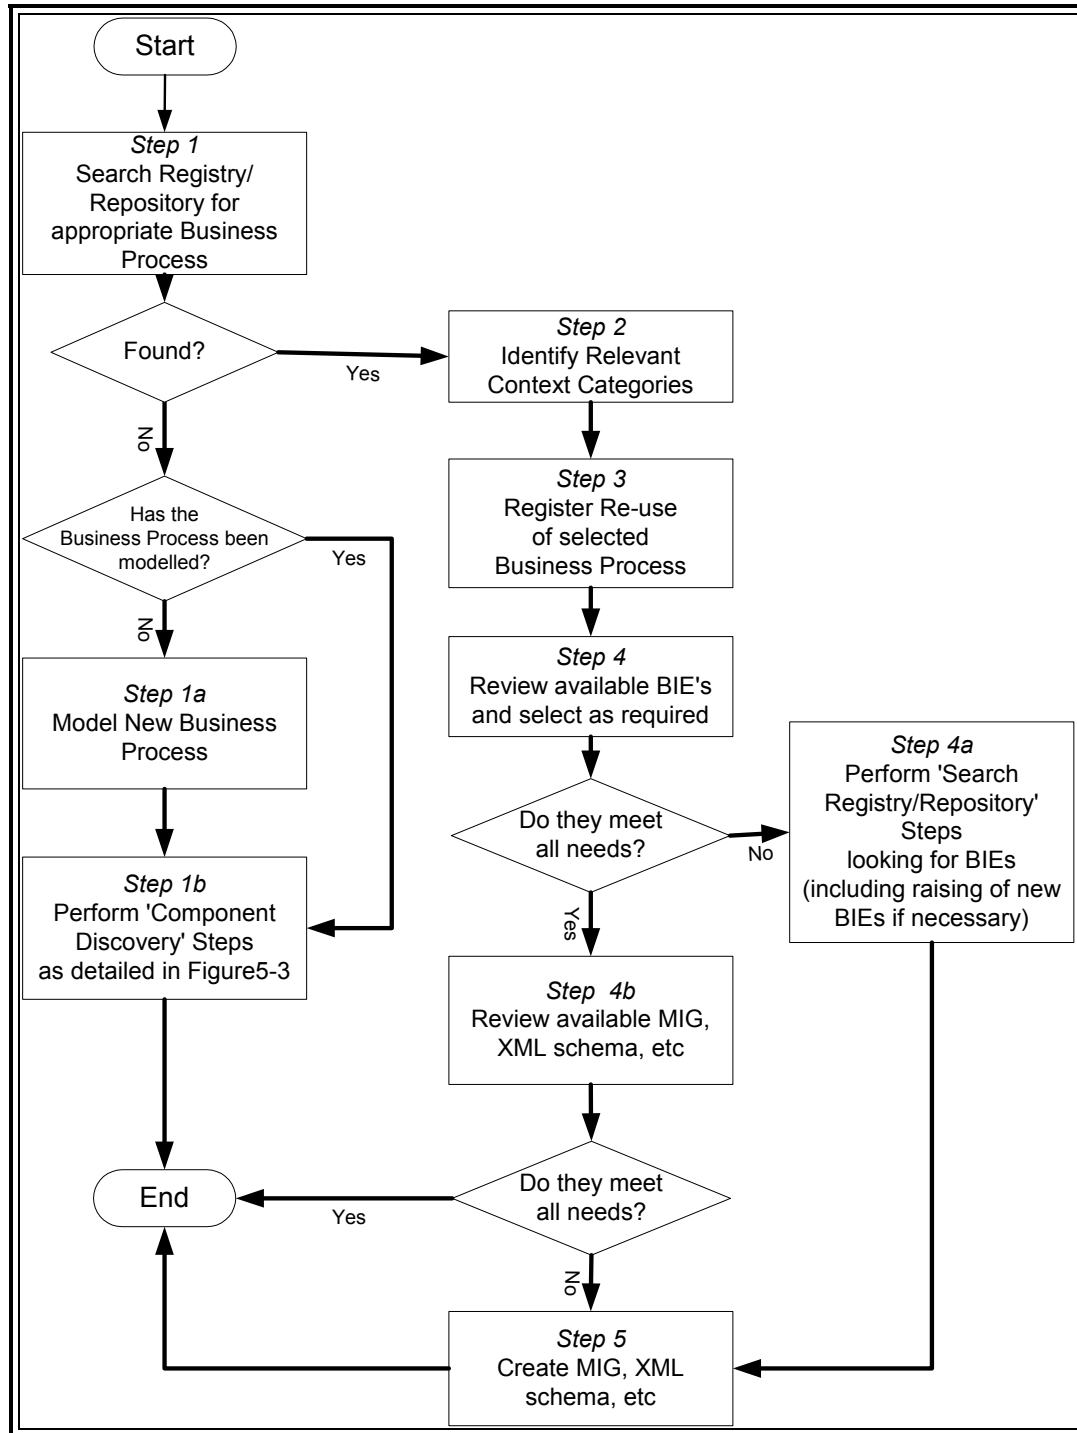 Start
Step 1
Search Registry/
Repository for
appropriate Business
Process
Found?
Yes
No
Step 2
Identify Relevant
Context Categories
Step 3
Register Re-use
of selected
Business Process
Has the
Business Process been
modelled?
Yes
No
Step 1a
Model New Business
Process
Step 1b
Perform 'Component
Discovery' Steps
as detailed in Figure5-3
Step 4
Review available BIE's
and select as required
Do they meet
all needs?
No
Yes
Step 4a
Perform 'Search
Registry/Repository'
Steps
looking for BIEs
(including raising of new
BIEs if necessary)
Step 4b
Review available MIG,
XML schema, etc
Do they meet
all needs?
Yes
No
End
Step 5
Create MIG, XML
schema, etc